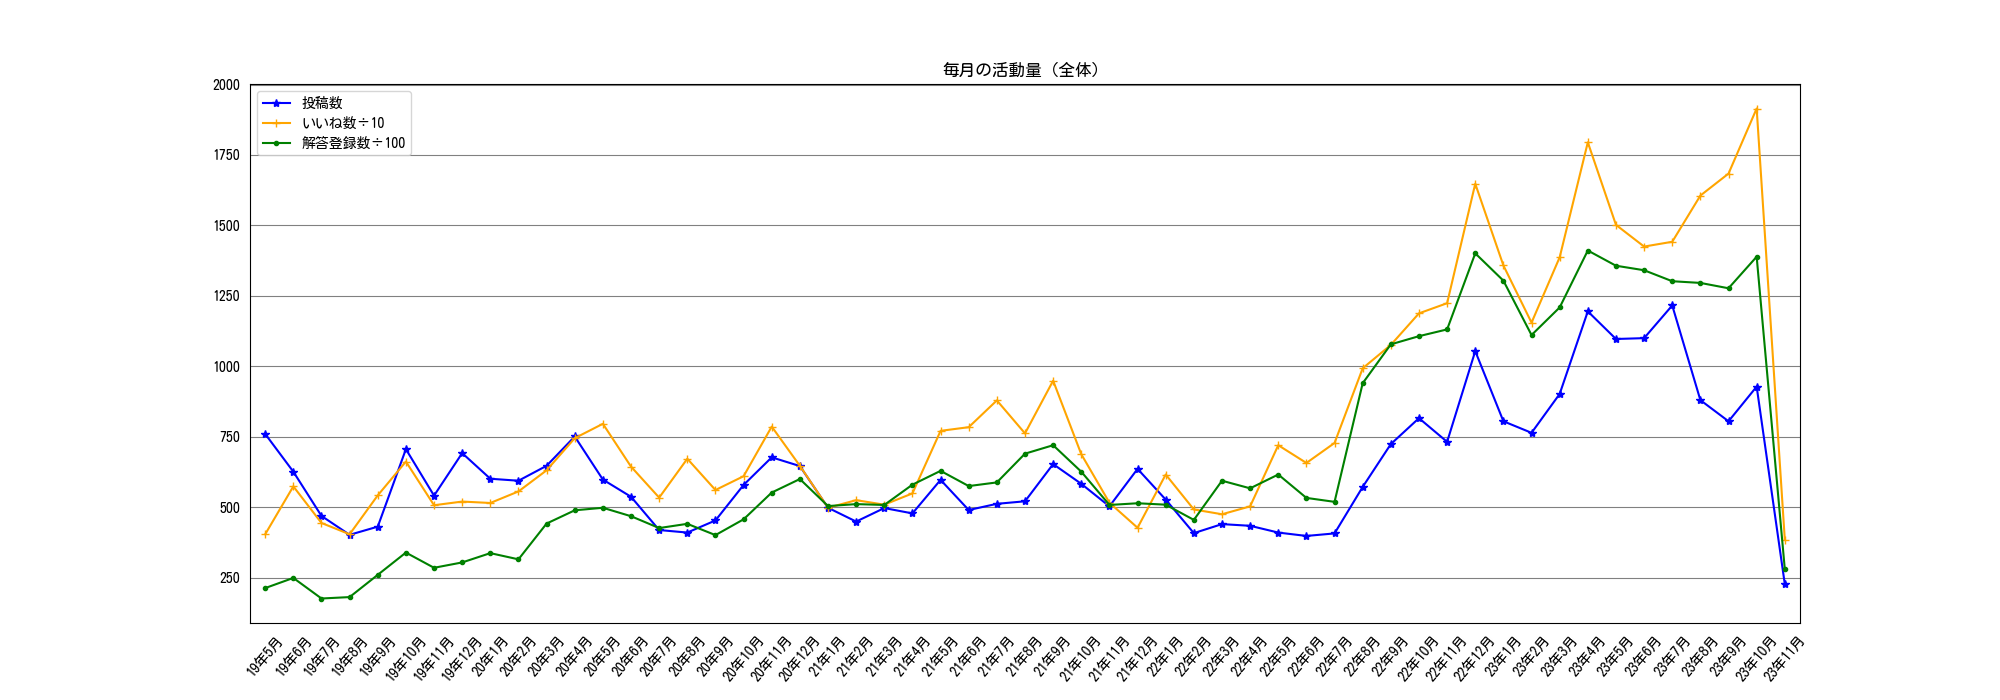 毎月の活動量（全体）
投稿数
いいね数÷10
解答登録数÷100
2000
1750
1500
1250
1000
750
500
250
19年5月
19年6月
19年7月
19年8月
19年9月
19年10月
19年11月
19年12月
20年1月
20年2月
20年3月
20年4月
20年5月
20年6月
20年7月
20年8月
20年9月
20年10月
20年11月
20年12月
21年1月
21年2月
21年3月
21年4月
21年5月
21年6月
21年7月
21年8月
21年9月
21年10月
21年11月
21年12月
22年1月
22年2月
22年3月
22年4月
22年5月
22年6月
22年7月
22年8月
22年9月
22年10月
22年11月
22年12月
23年1月
23年2月
23年3月
23年4月
23年5月
23年6月
23年7月
23年8月
23年9月
23年10月
23年11月